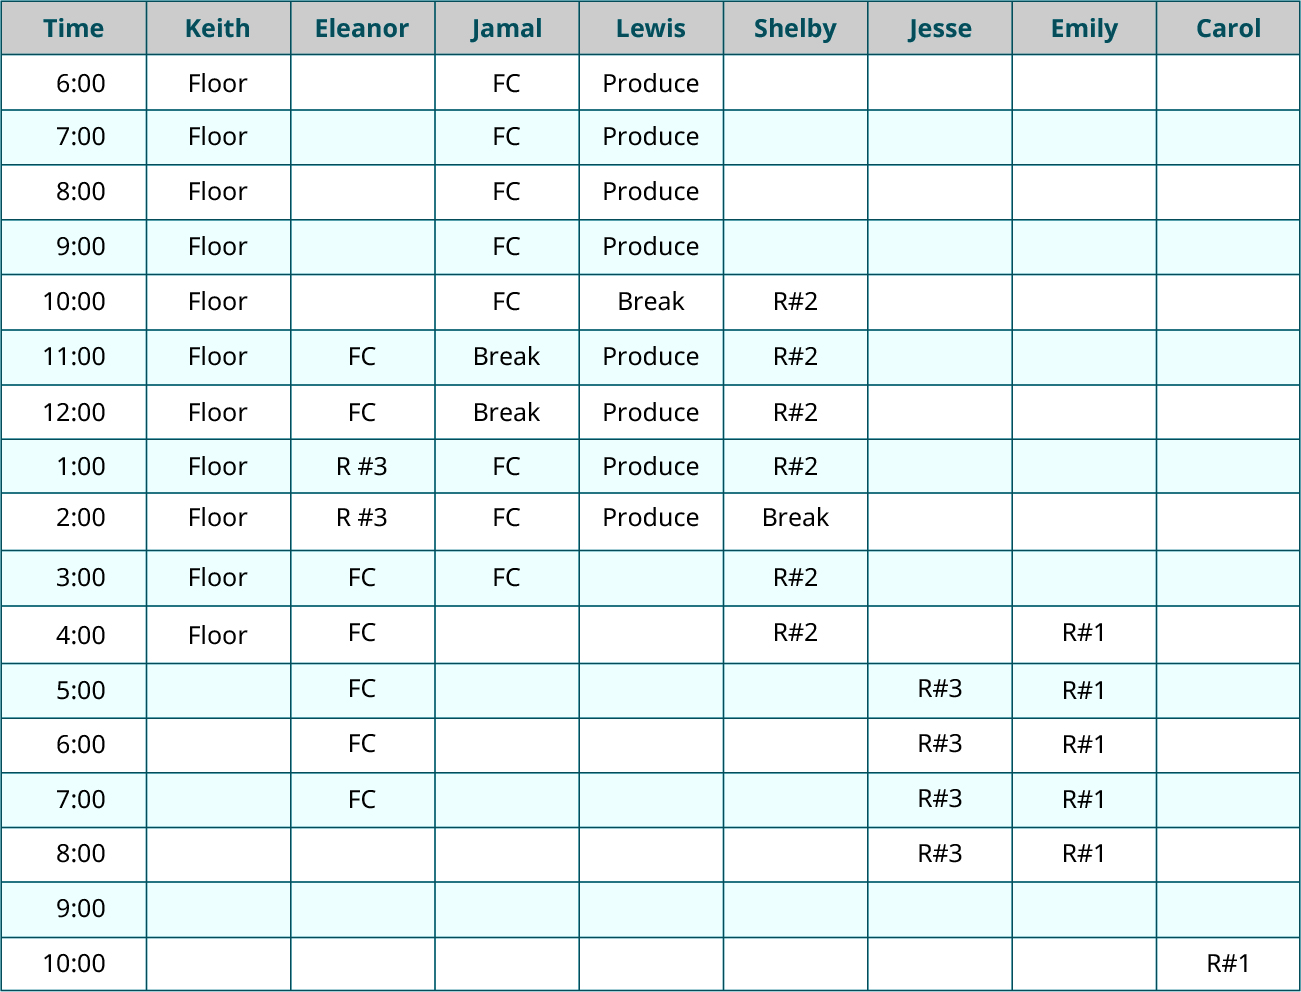 Time Keith Eleanor Jamal Lewis Shelby Jesse Emily Carol
6:00 Floor FC Produce
7:00 Floor FC Produce
8:00 Floor FC Produce
9:00 Floor FC Produce
10:00 Floor FC Break R#2
11:00 Floor FC Break Produce R#2
12:00 Floor FC Break Produce R#2
1:00 Floor R #3 FC Produce R#2
2:00 Floor R #3 FC Produce Break
3:00 Floor FC FC R#2
4:00 Floor FC R#2 R#1
5:00 FC R#3 R#1
6:00 FC R#3 R#1
7:00 FC R#3 R#1
8:00 R#3 R#1
9:00
10:00 R#1